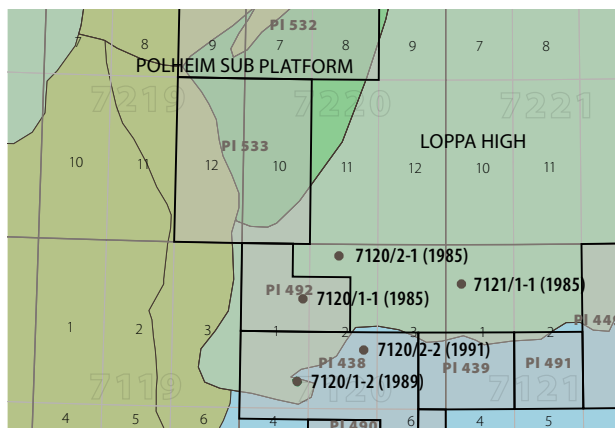 Pl 532
7 8 9 7 8 9 7 8
POLHEIM SUB PLATFORM
7219 7220 7221
Pl 533
LOPPA HIGH
10 11 12 10 11 12 10 11
7120/2-1 (1985)
7121/1-1 (1985)
Pl 492
7120/1-1 (1985)
Pl 449
1 2 3 1 2 3 1 2
7120/2-2 (1991)
Pl 438 Pl 439 Pl 491
7120/1-2 (1989)
7119 7120 7121
4 5 6 4 5 6 4 5
Pl 490